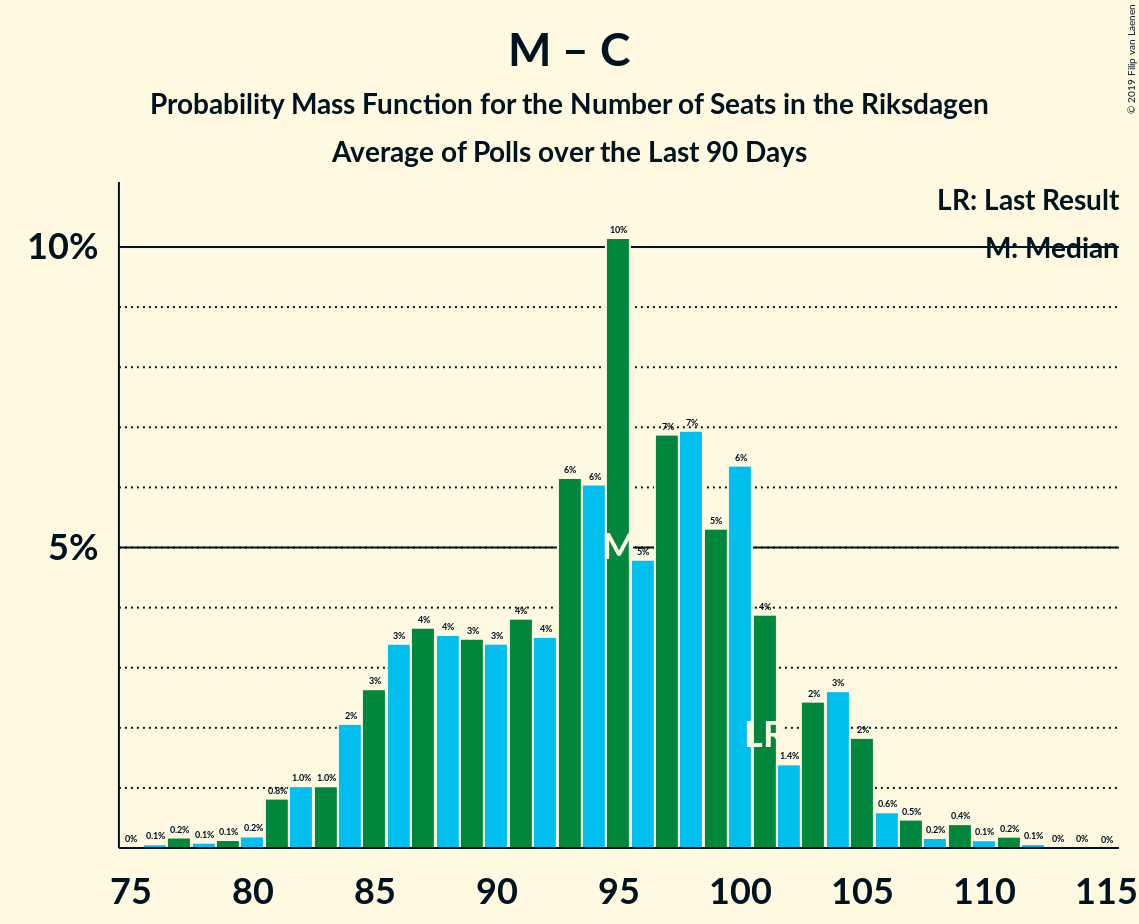 M – C
Probability Mass Function for the Number of Seats in the Riksdagen
Average of Polls over the Last 90 Days
© 2019 Filip van Laenen
LR: Last Result
M: Median
10%
5%
0% 0.1% 0.2% 0.1% 0.1% 0.2% 0.8% 1.0% 1.0% 2% 3% 3% 4% 4% 3% 3% 4% 4% 6% 6% 10% 5% 7% 7% 5% 6% 4% 1.4% 2% 3% 2% 0.6% 0.5% 0.2% 0.4% 0.1% 0.2% 0.1% 0% 0% 0%
M
LR
75 80 85 90 95 100 105 110 115